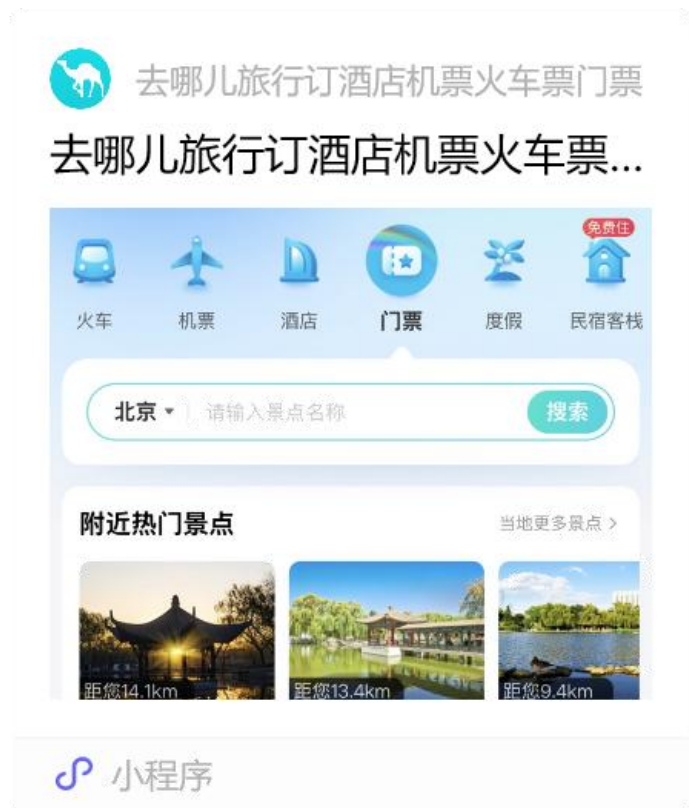 去哪儿旅行订酒店机票火车票门票
去哪儿旅行订酒店机票火车票...
免费住
火车 机票 酒店 门票 度假 民宿客栈
北京 请输入景点名称 搜索
附近热门景点 当地更多景点 >
距您14.1km 距您13.4km 距您9.4km
小程序